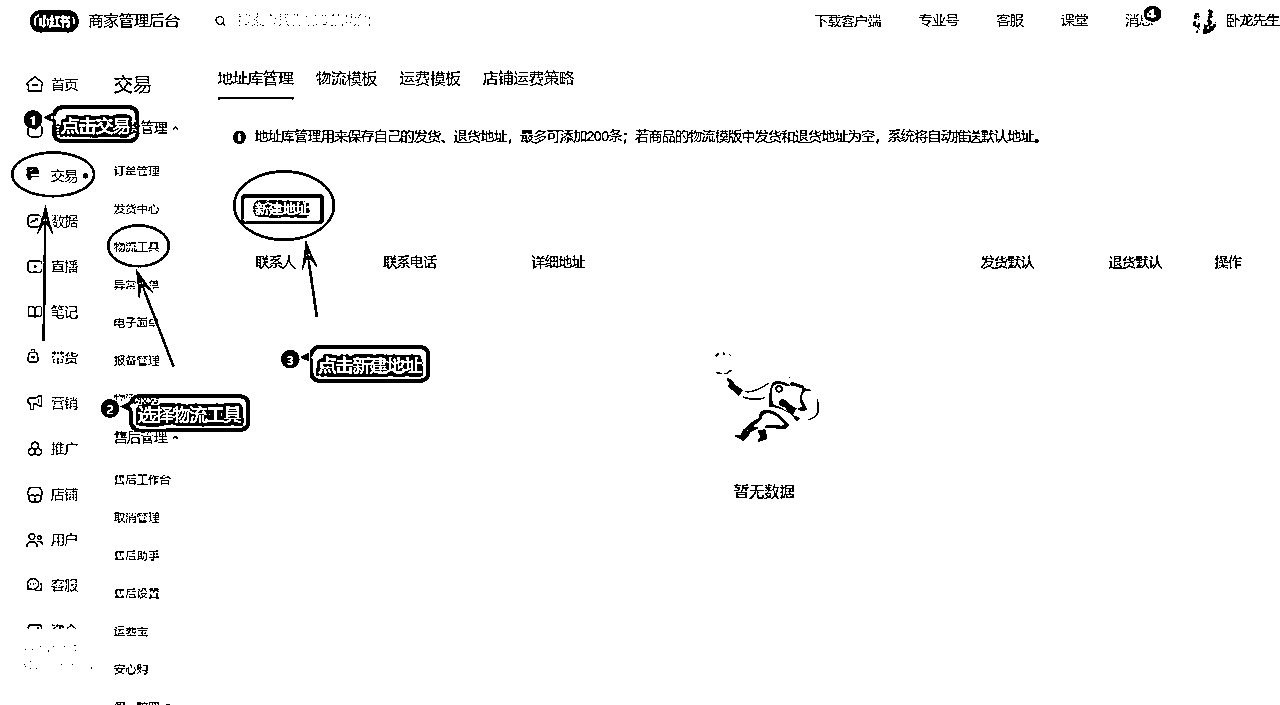 小红书 商家管理后台
下载客户端 专业号 客服 课堂 消息 4 卧龙先生
首页
交易
数据
直播
笔记
带货
营销
推广
店铺
用户
客服
交易
管理
订单管理
发货中心
物流工具
电子面单
报备管理
售后管理
售后工作台
取消管理
售后助手
售后设置
运费宝
安心购
地址库管理 物流模板 运费模板 店铺运费策略
地址库管理用来保存自己的发货、退货地址，最多可添加200条；若商品的物流模版中发货和退货地址为空，系统将自动推送默认地址。
新建地址
联系人 联系电话 详细地址 发货默认 退货默认 操作
暂无数据
1 点击交易
2 选择物流工具
3 点击新建地址